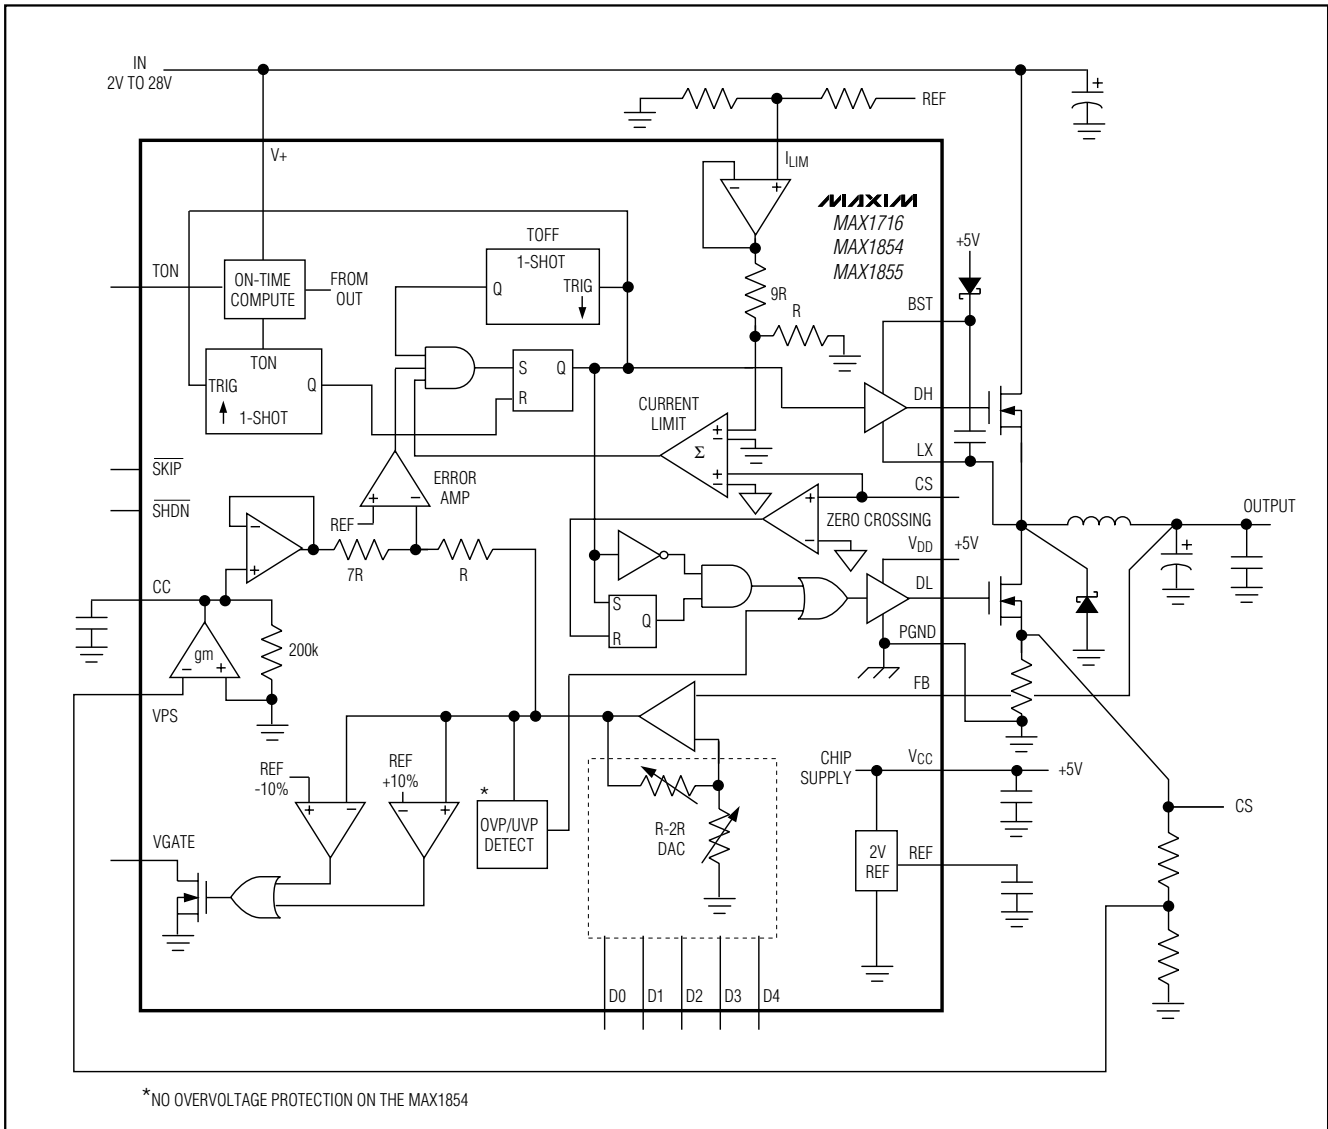 IN
2V TO 28V
REF
V+
ILIM
MAXIM
MAX1716
MAX1854
MAX1855
+5V
TOFF
1-SHOT
Q
TRIG
TON
ON-TIME
COMPUTE
FROM
OUT
9R
R
BST
TON
TRIG
Q
1-SHOT
S
Q
R
DH
CURRENT
LIMIT
Σ
+
−
+
−
LX
SKIP
ERROR
AMP
+
−
CS
SHDN
REF
ZERO CROSSING
+
−
OUTPUT
+
−
+
7R
R
VDD
+5V
CC
DL
S
Q
R
gm
−
+
200k
PGND
VPS
FB
REF
-10%
REF
+10%
CHIP
SUPPLY
VCC
+5V
+
−
−
+
*
OVP/UVP
DETECT
R-2R
DAC
CS
VGATE
2V
REF
REF
D0
D1
D2
D3
D4
*NO OVERVOLTAGE PROTECTION ON THE MAX1854